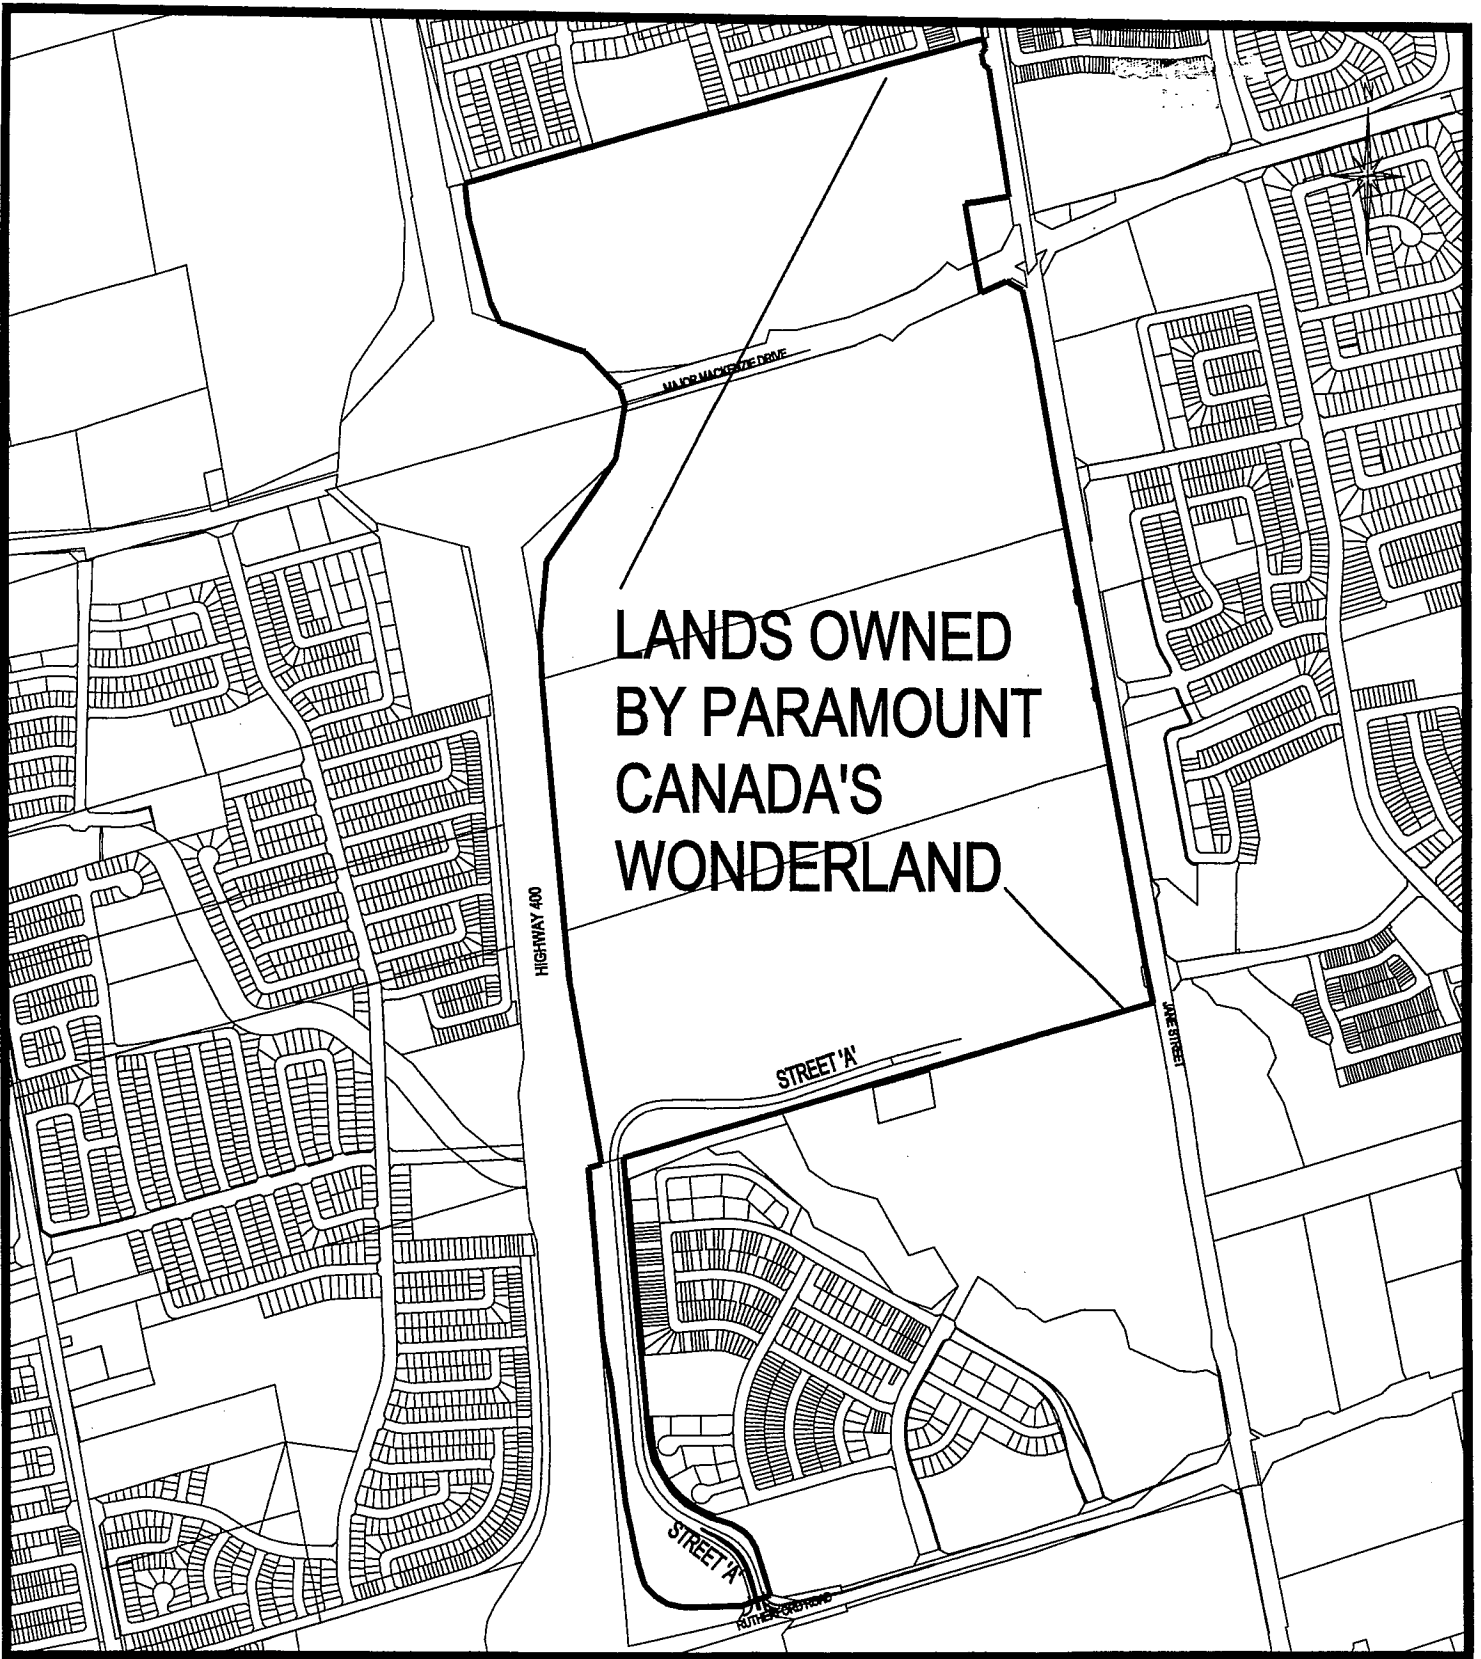 N
MAJOR MACKENZIE DRIVE
LANDS OWNED
BY PARAMOUNT
CANADA'S
WONDERLAND
HIGHWAY 400
JANE STREET
STREET 'A'
STREET 'A'
RUTHERFORD ROAD